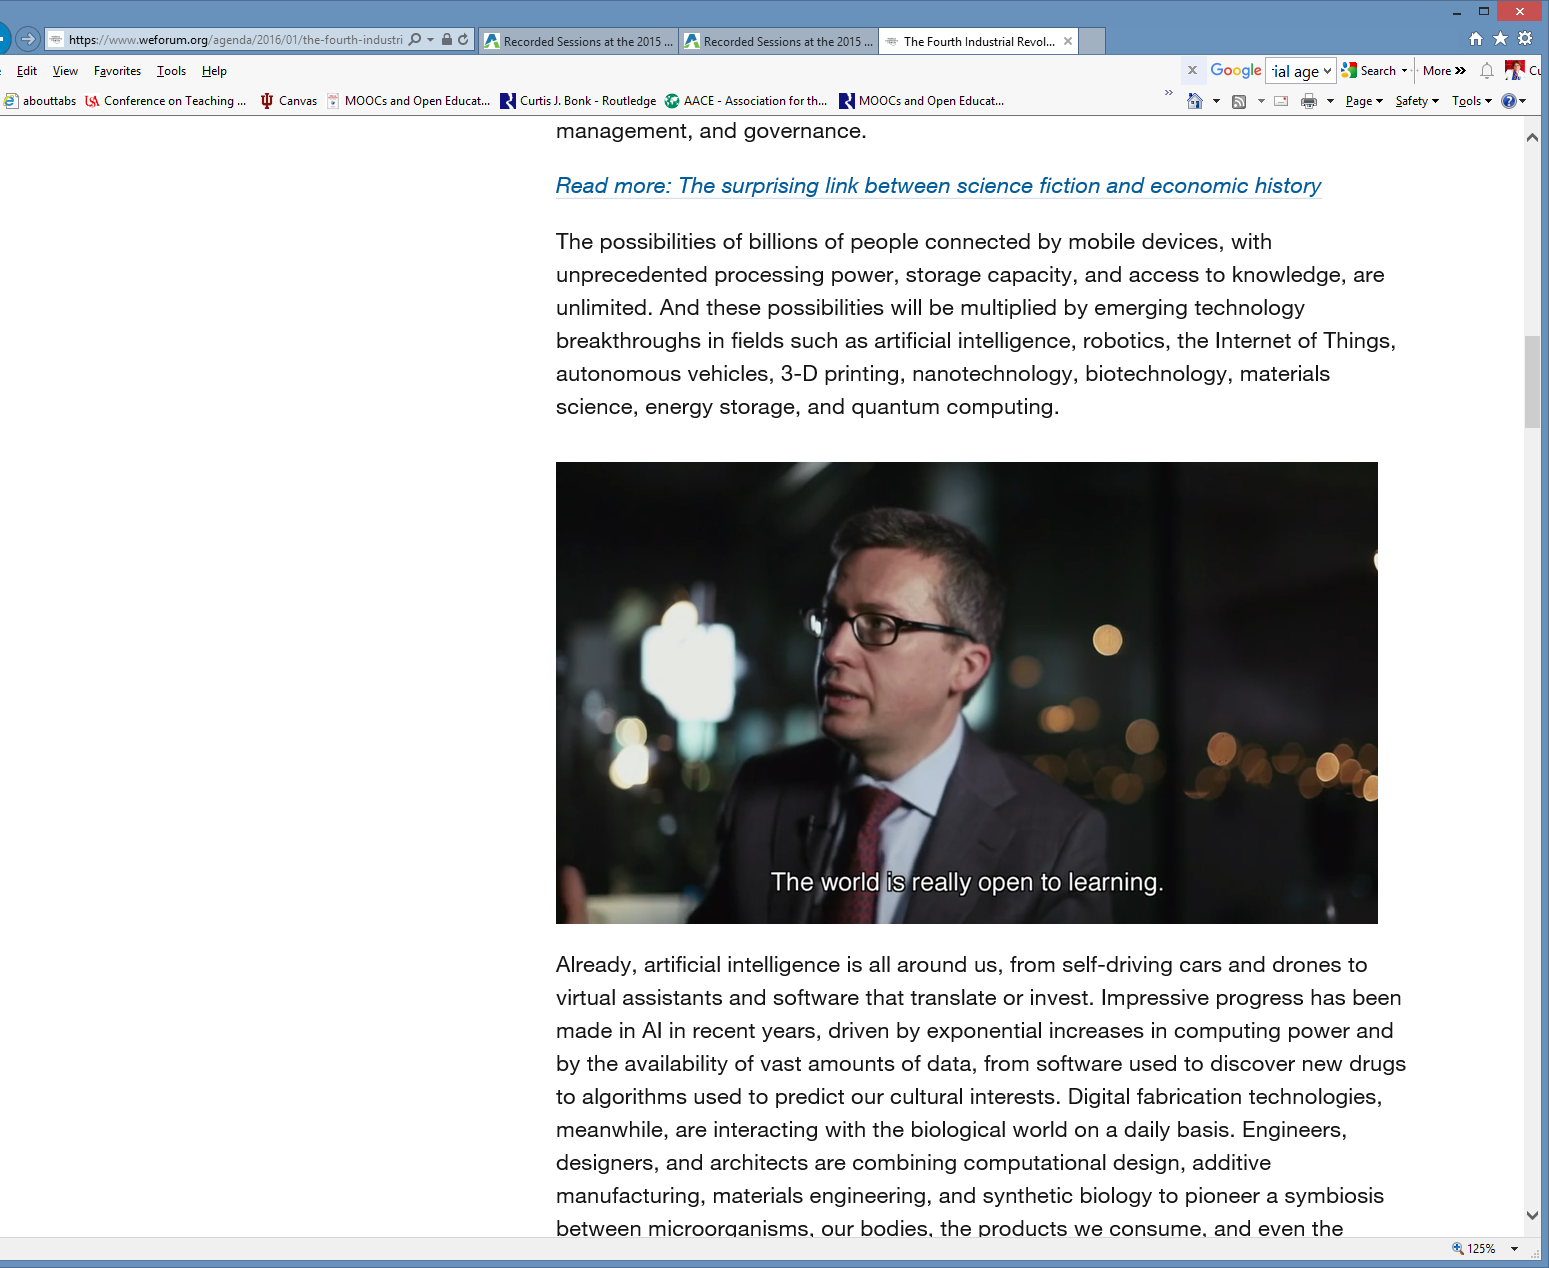 https://www.weforum.org/agenda/2016/01/the-fourth-industri
Recorded Sessions at the 2015 ...
Recorded Sessions at the 2015 ...
The Fourth Industrial Revol...
Edit View Favorites Tools Help
x Google ial age Search More »
abouttabs Conference on Teaching ... Canvas MOOCs and Open Educat... Curtis J. Bonk - Routledge AACE - Association for th... MOOCs and Open Educat... » Page Safety Tools
management, and governance.
Read more: The surprising link between science fiction and economic history
The possibilities of billions of people connected by mobile devices, with
unprecedented processing power, storage capacity, and access to knowledge, are
unlimited. And these possibilities will be multiplied by emerging technology
breakthroughs in fields such as artificial intelligence, robotics, the Internet of Things,
autonomous vehicles, 3-D printing, nanotechnology, biotechnology, materials
science, energy storage, and quantum computing.
The world is really open to learning.
Already, artificial intelligence is all around us, from self-driving cars and drones to
virtual assistants and software that translate or invest. Impressive progress has been
made in AI in recent years, driven by exponential increases in computing power and
by the availability of vast amounts of data, from software used to discover new drugs
to algorithms used to predict our cultural interests. Digital fabrication technologies,
meanwhile, are interacting with the biological world on a daily basis. Engineers,
designers, and architects are combining computational design, additive
manufacturing, materials engineering, and synthetic biology to pioneer a symbiosis
between microorganisms, our bodies, the products we consume, and even the
125%